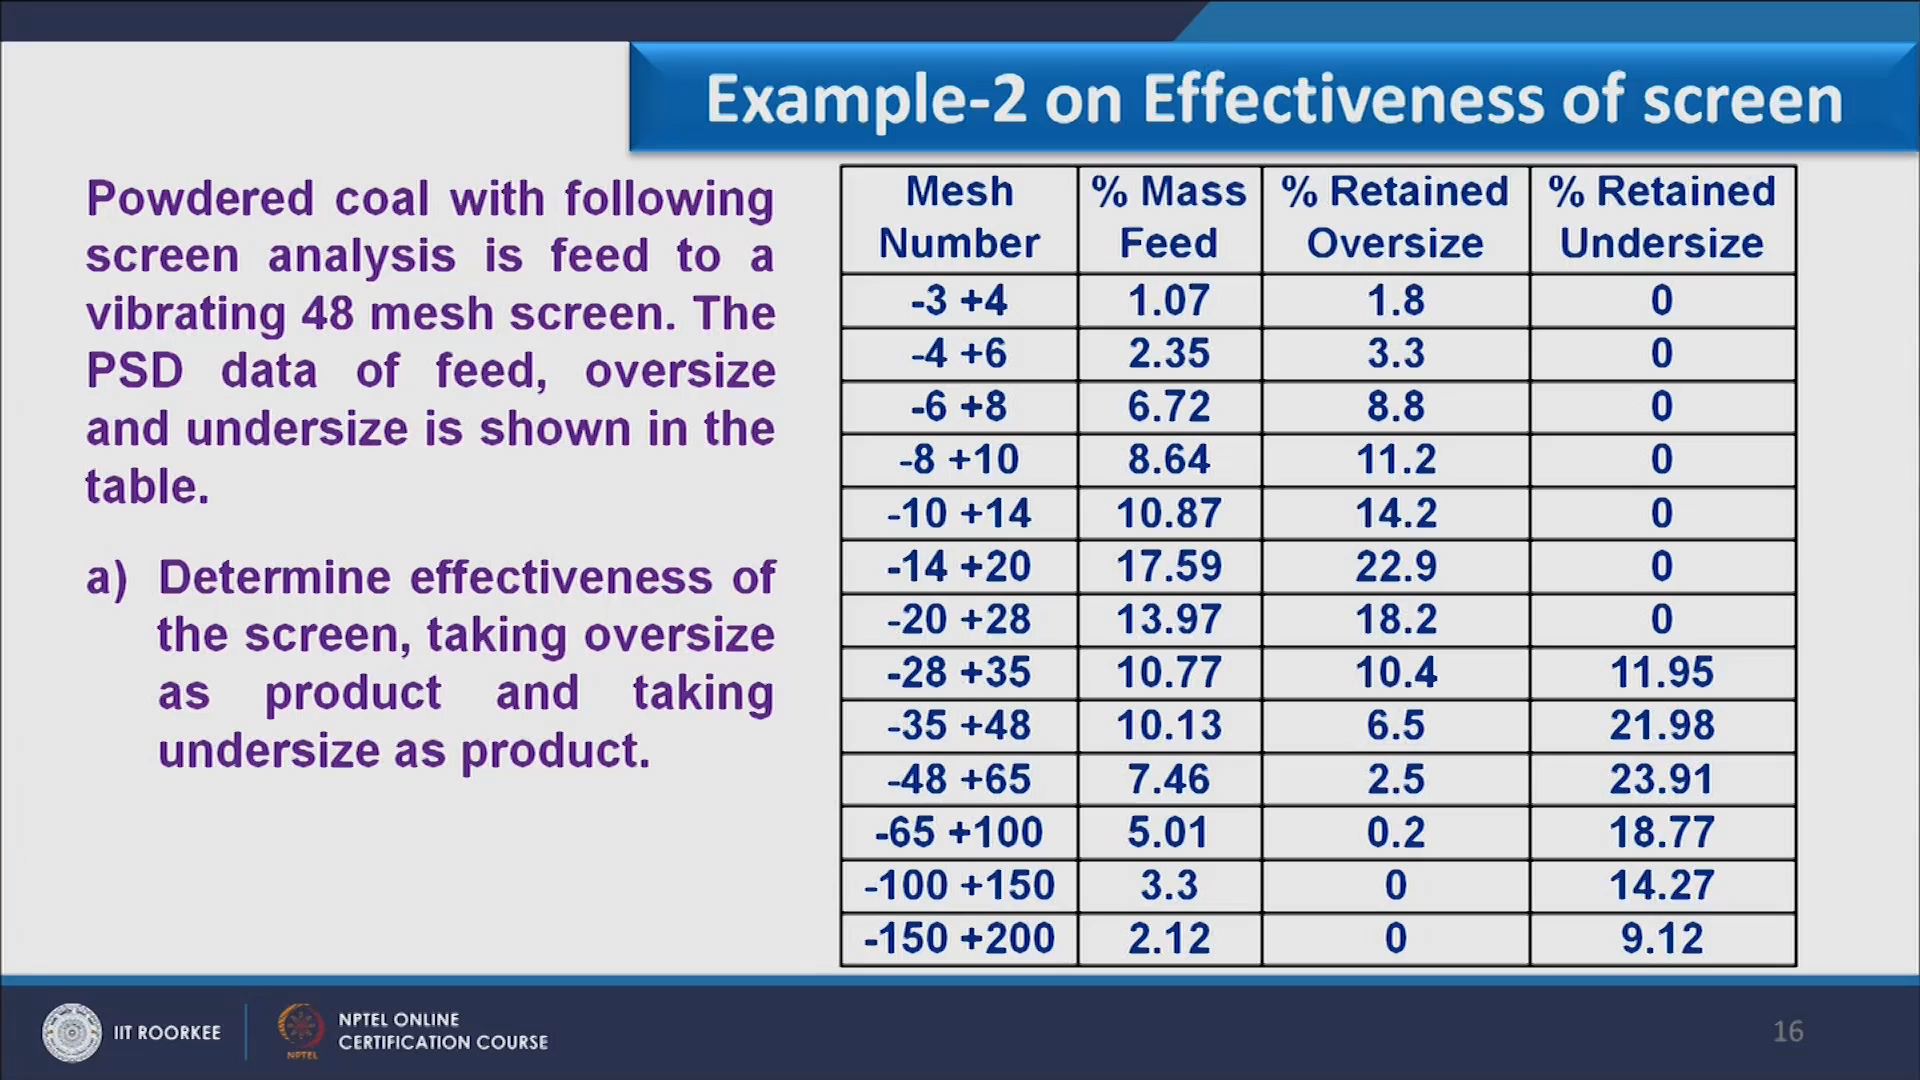 Example-2 on Effectiveness of screen
Powdered coal with following
screen analysis is feed to a
vibrating 48 mesh screen. The
PSD data of feed, oversize
and undersize is shown in the
table.
a) Determine effectiveness of
the screen, taking oversize
as product and taking
undersize as product.
Mesh Number % Mass Feed % Retained Oversize % Retained Undersize
-3 +4 1.07 1.8 0
-4 +6 2.35 3.3 0
-6 +8 6.72 8.8 0
-8 +10 8.64 11.2 0
-10 +14 10.87 14.2 0
-14 +20 17.59 22.9 0
-20 +28 13.97 18.2 0
-28 +35 10.77 10.4 11.95
-35 +48 10.13 6.5 21.98
-48 +65 7.46 2.5 23.91
-65 +100 5.01 0.2 18.77
-100 +150 3.3 0 14.27
-150 +200 2.12 0 9.12
IIT ROORKEE
NPTEL
NPTEL ONLINE
CERTIFICATION COURSE
16